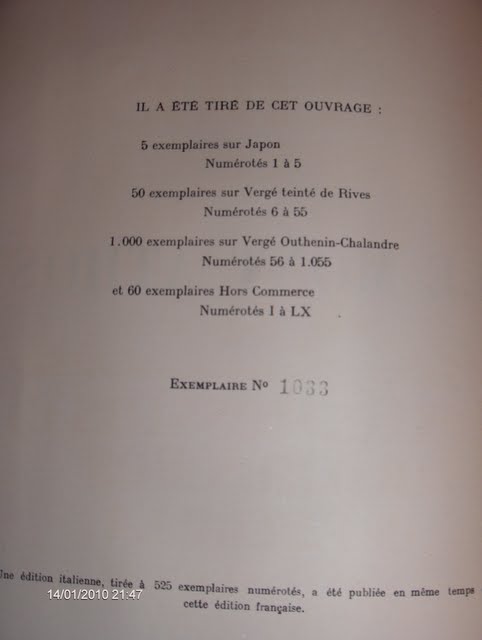 IL A ÉTÉ TIRÉ DE CET OUVRAGE :
5 exemplaires sur Japon
Numérotés 1 à 5
50 exemplaires sur Vergé teinté de Rives
Numérotés 6 à 55
1.000 exemplaires sur Vergé Outhenin-Chalandre
Numérotés 56 à 1.055
et 60 exemplaires Hors Commerce
Numérotés I à LX
EXEMPLAIRE Nº 1033
Une édition italienne, tirée à 525 exemplaires numérotés, a été publiée en même temps
cette édition française.
14/01/2010 21:47